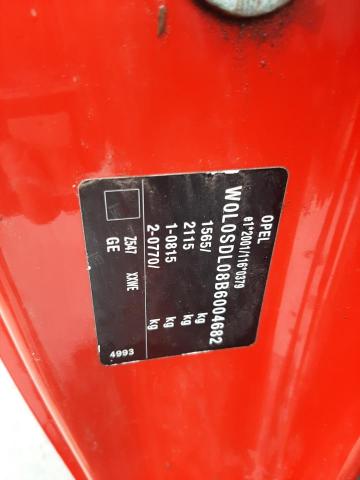 OPEL
e1*2001/116*0379
W0L0SDL08B6004682
1565/ kg
2115 kg
1-0815 kg
2-0770/ kg
Z547 XXWE
GE
4993